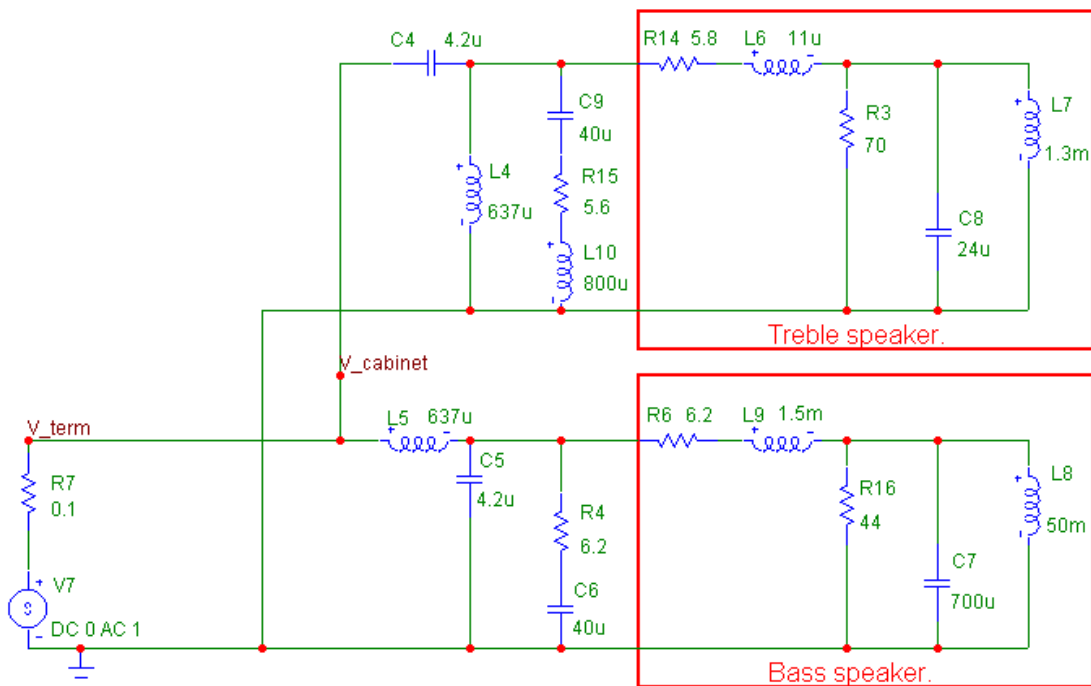 C4 4.2u
R14 5.8
L6 11u
C9
40u
R3
70
L7
1.3m
L4
637u
R15
5.6
C8
24u
L10
800u
Treble speaker.
V_cabinet
V_term
L5 637u
R6 6.2
L9 1.5m
C5
4.2u
R7
0.1
R4
6.2
R16
44
L8
50m
V7
S
DC 0 AC 1
C6
40u
C7
700u
Bass speaker.